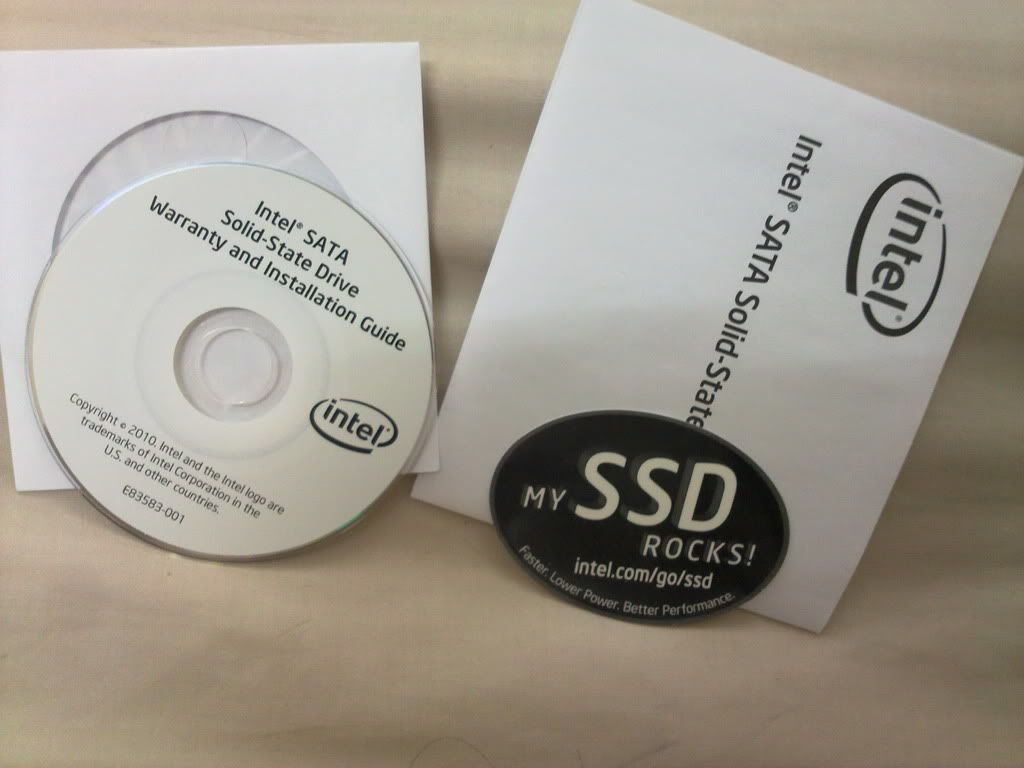 Intel® SATA
Solid-State Drive
Warranty and Installation Guide
intel®
Copyright © 2010. Intel and the Intel logo are
trademarks of Intel Corporation in the
U.S. and other countries.
E83583-001
intel®
Intel® SATA Solid-State
MY SSD
ROCKS!
intel.com/go/ssd
Faster. Lower Power. Better Performance.